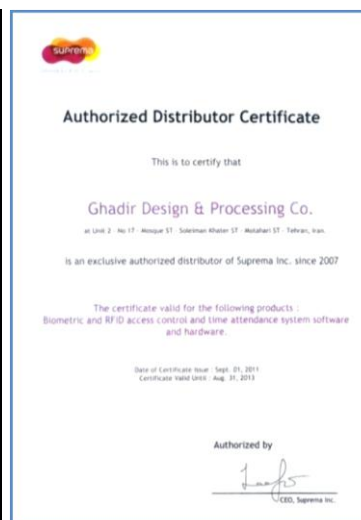 suprema
Authorized Distributor Certificate
This is to certify that
Ghadir Design & Processing Co.
at Unit 2 - No 17 - Mosque ST - Soleiman Khater ST - Motahari ST - Tehran, Iran.
is an exclusive authorized distributor of Suprema Inc. since 2007
The certificate valid for the following products :
Biometric and RFID access control and time attendance system software
and hardware.
Date of Certificate Issue : Sept. 01, 2011
Certificate Valid Until : Aug. 31, 2013
Authorized by
CEO, Suprema Inc.